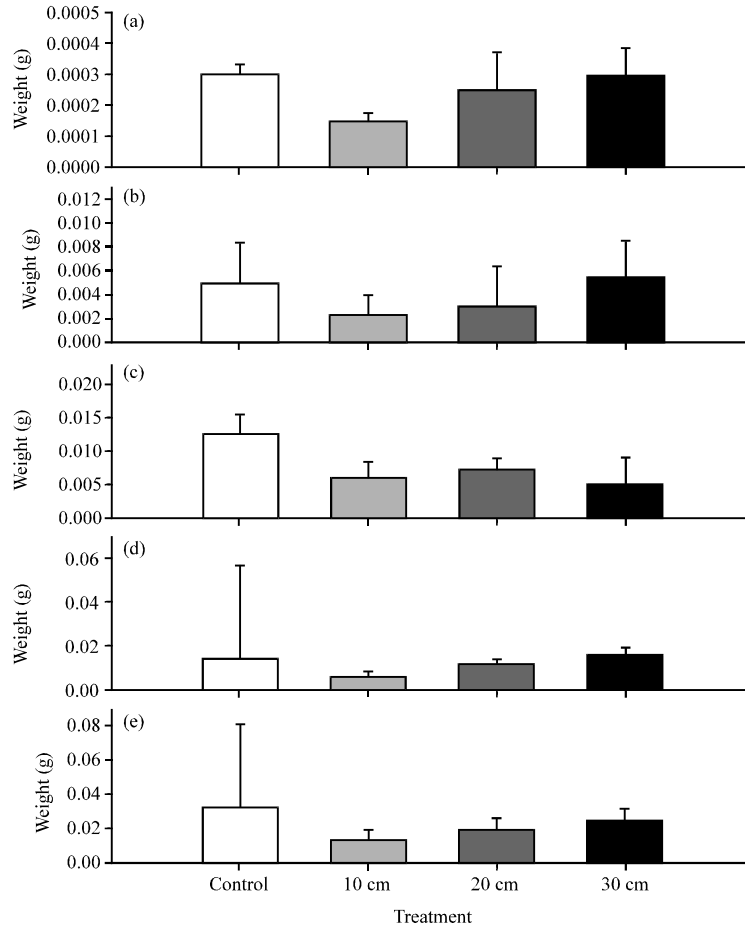 (a)
Weight (g)
0.0005
0.0004
0.0003
0.0002
0.0001
0.0000
(b)
Weight (g)
0.012
0.010
0.008
0.006
0.004
0.002
0.000
(c)
Weight (g)
0.020
0.015
0.010
0.005
0.000
(d)
Weight (g)
0.06
0.04
0.02
0.00
(e)
Weight (g)
0.08
0.06
0.04
0.02
0.00
Control 10 cm 20 cm 30 cm
Treatment